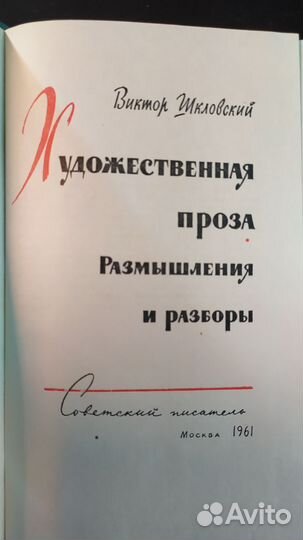 Виктор Шкловский
Художественная
проза
Размышления
и разборы
Советский писатель
Москва 1961
Avito